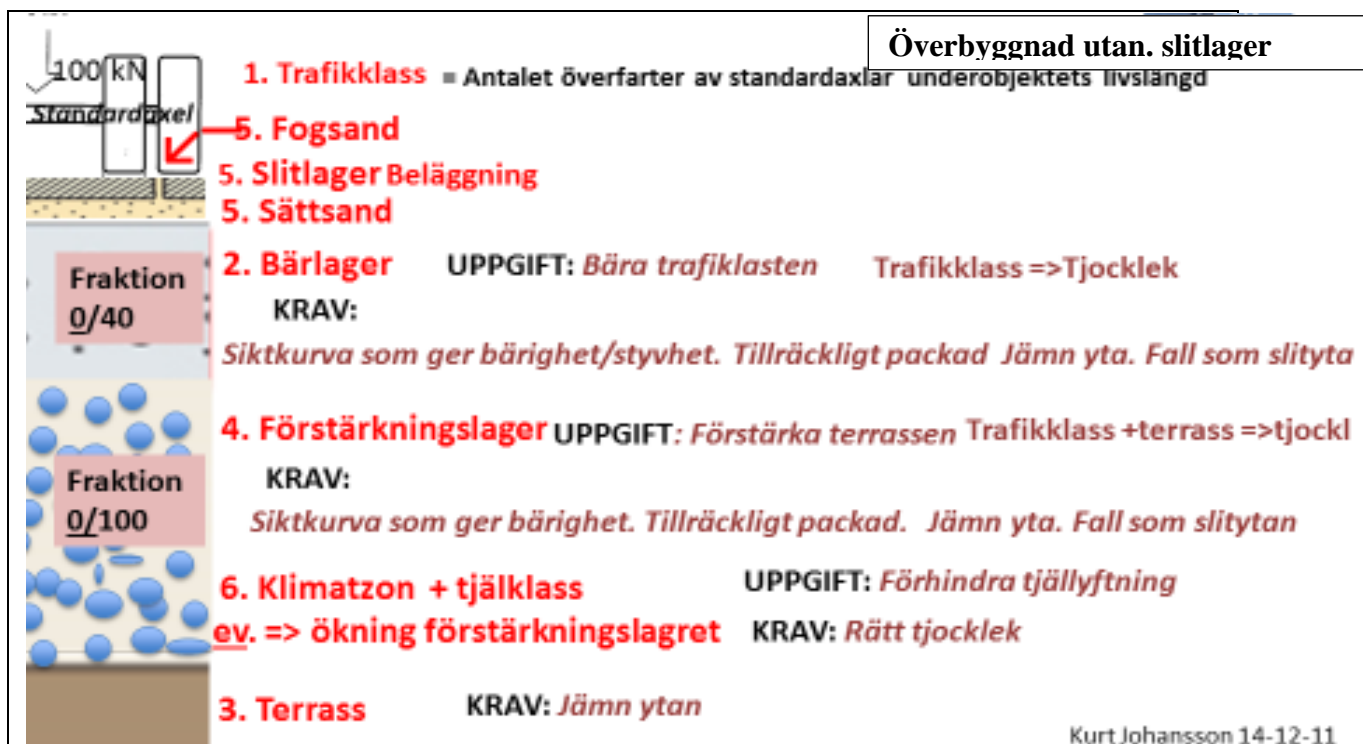 Överbyggnad utan. slitlager
100 kN
Standardaxel
1. Trafikklass = Antalet överfarter av standardaxlar underobjektets livslängd
5. Fogsand
5. Slitlager Beläggning
5. Sättsand
Fraktion
0/40
2. Bärlager UPPGIFT: Bära trafiklasten Trafikklass =>Tjocklek
KRAV:
Siktkurva som ger bärighet/styvhet. Tillräckligt packad Jämn yta. Fall som slityta
4. Förstärkningslager UPPGIFT: Förstärka terrassen Trafikklass +terrass =>tjockl
Fraktion
0/100
KRAV:
Siktkurva som ger bärighet. Tillräckligt packad. Jämn yta. Fall som slitytan
6. Klimatzon + tjälklass UPPGIFT: Förhindra tjällyftning
ev. => ökning förstärkningslagret KRAV: Rätt tjocklek
3. Terrass KRAV: Jämn ytan
Kurt Johansson 14-12-11